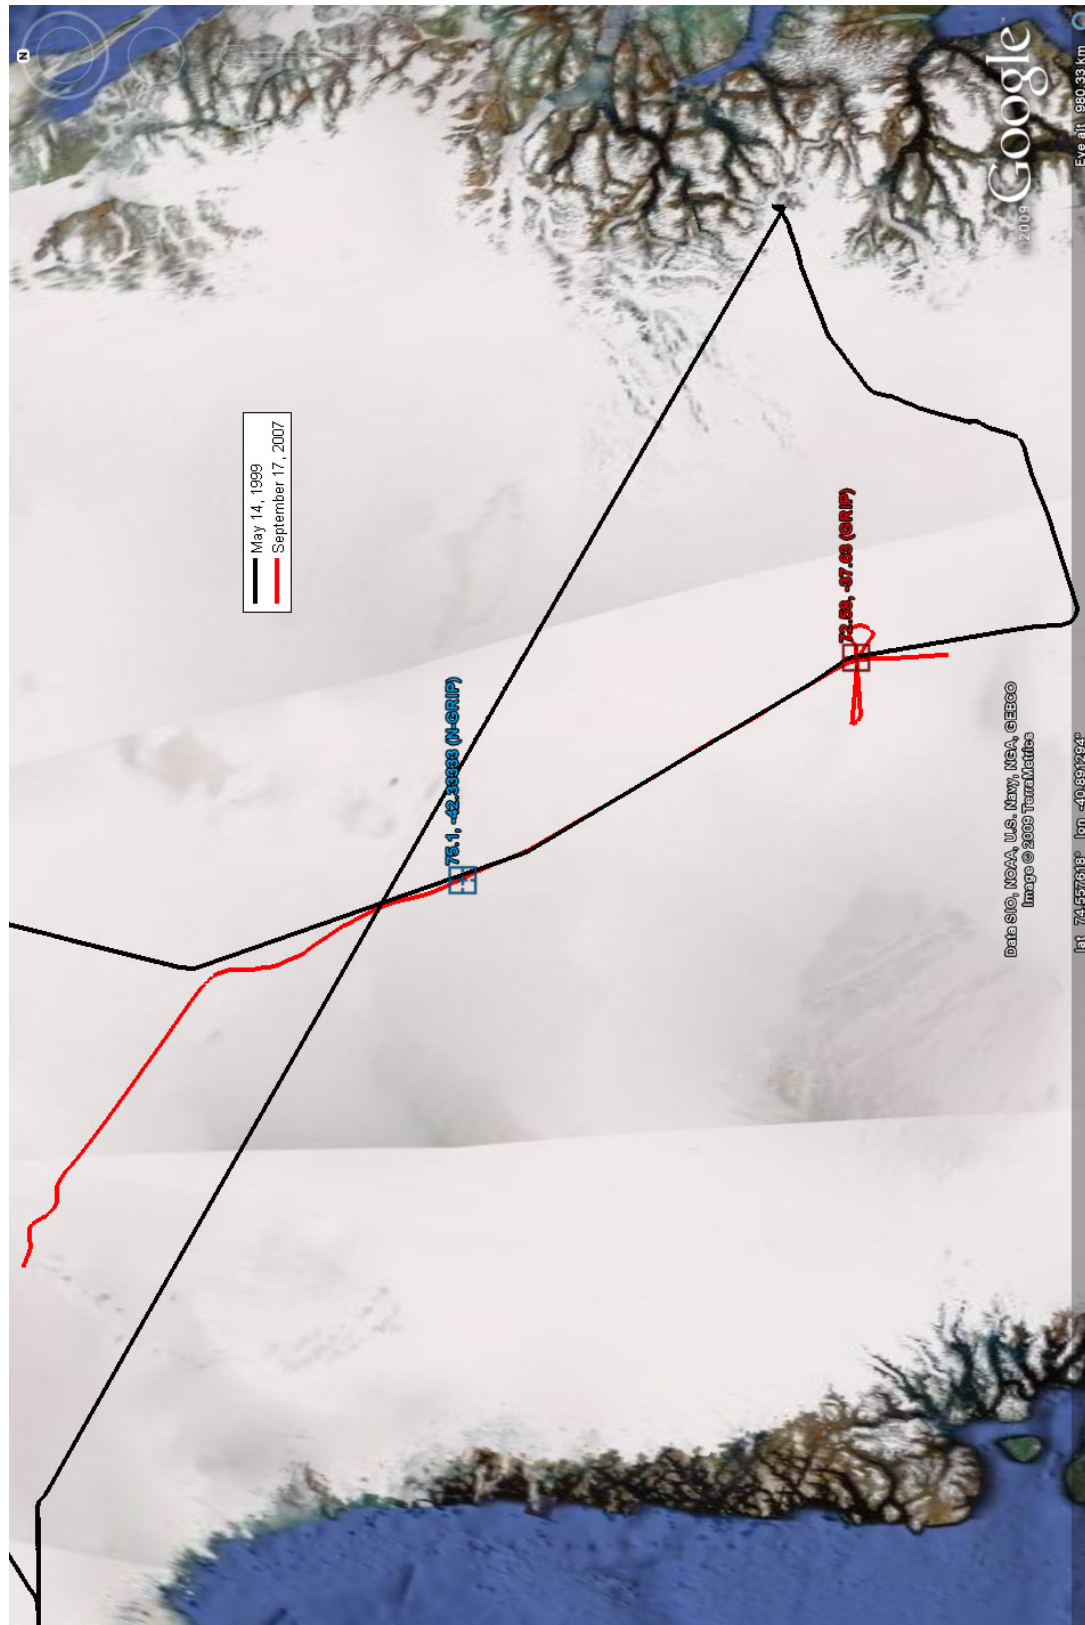 N
May 14, 1999
September 17, 2007
75.1, -42.33333 (N-GRIP)
72.58, -37.63 (GRIP)
Data SIO, NOAA, U.S. Navy, NGA, GEBCO
Image © 2009 TerraMetrics
©2009 Google™
lat 74.557618° lon -40.891294°
Eye alt 980.33 km